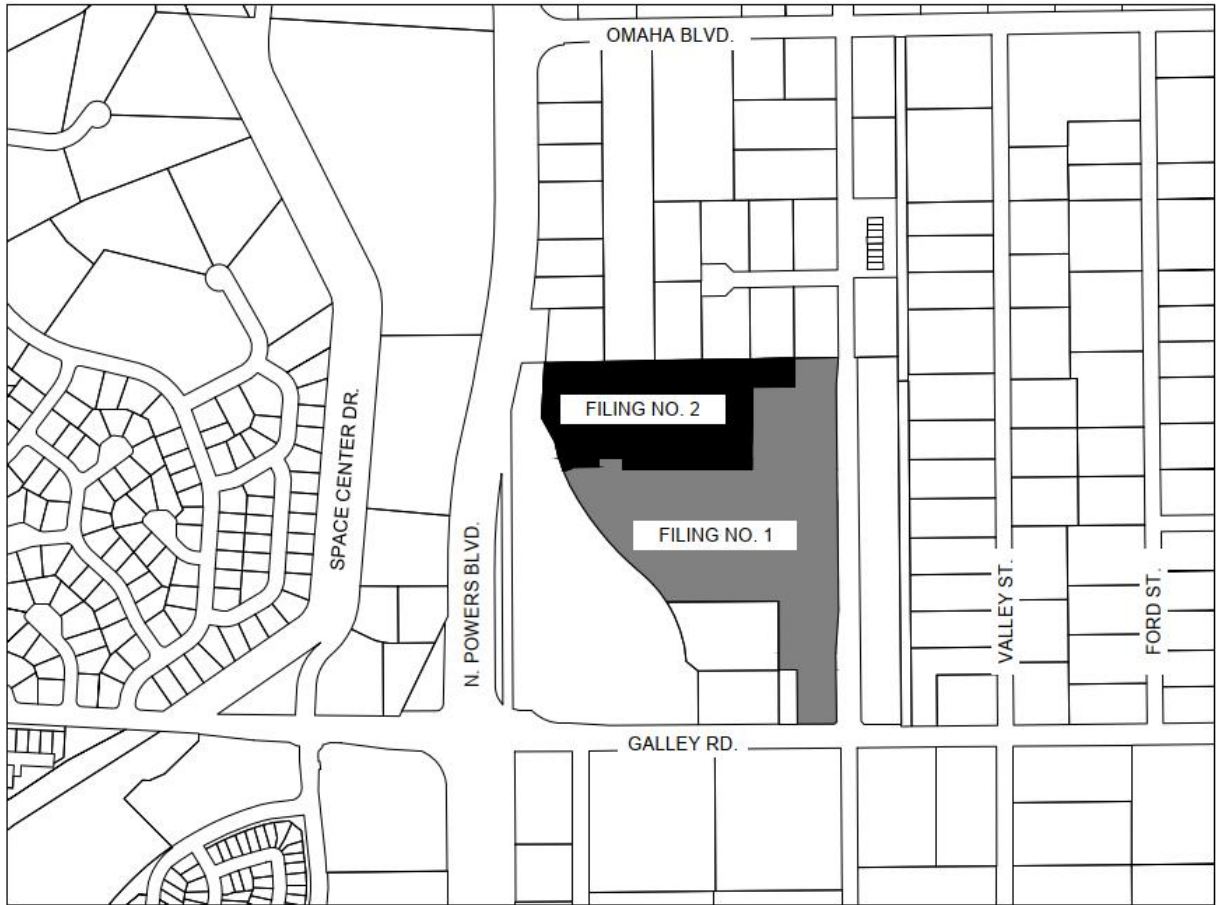 OMAHA BLVD.
FILING NO. 2
SPACE CENTER DR.
FILING NO. 1
N. POWERS BLVD.
VALLEY ST.
FORD ST.
GALLEY RD.